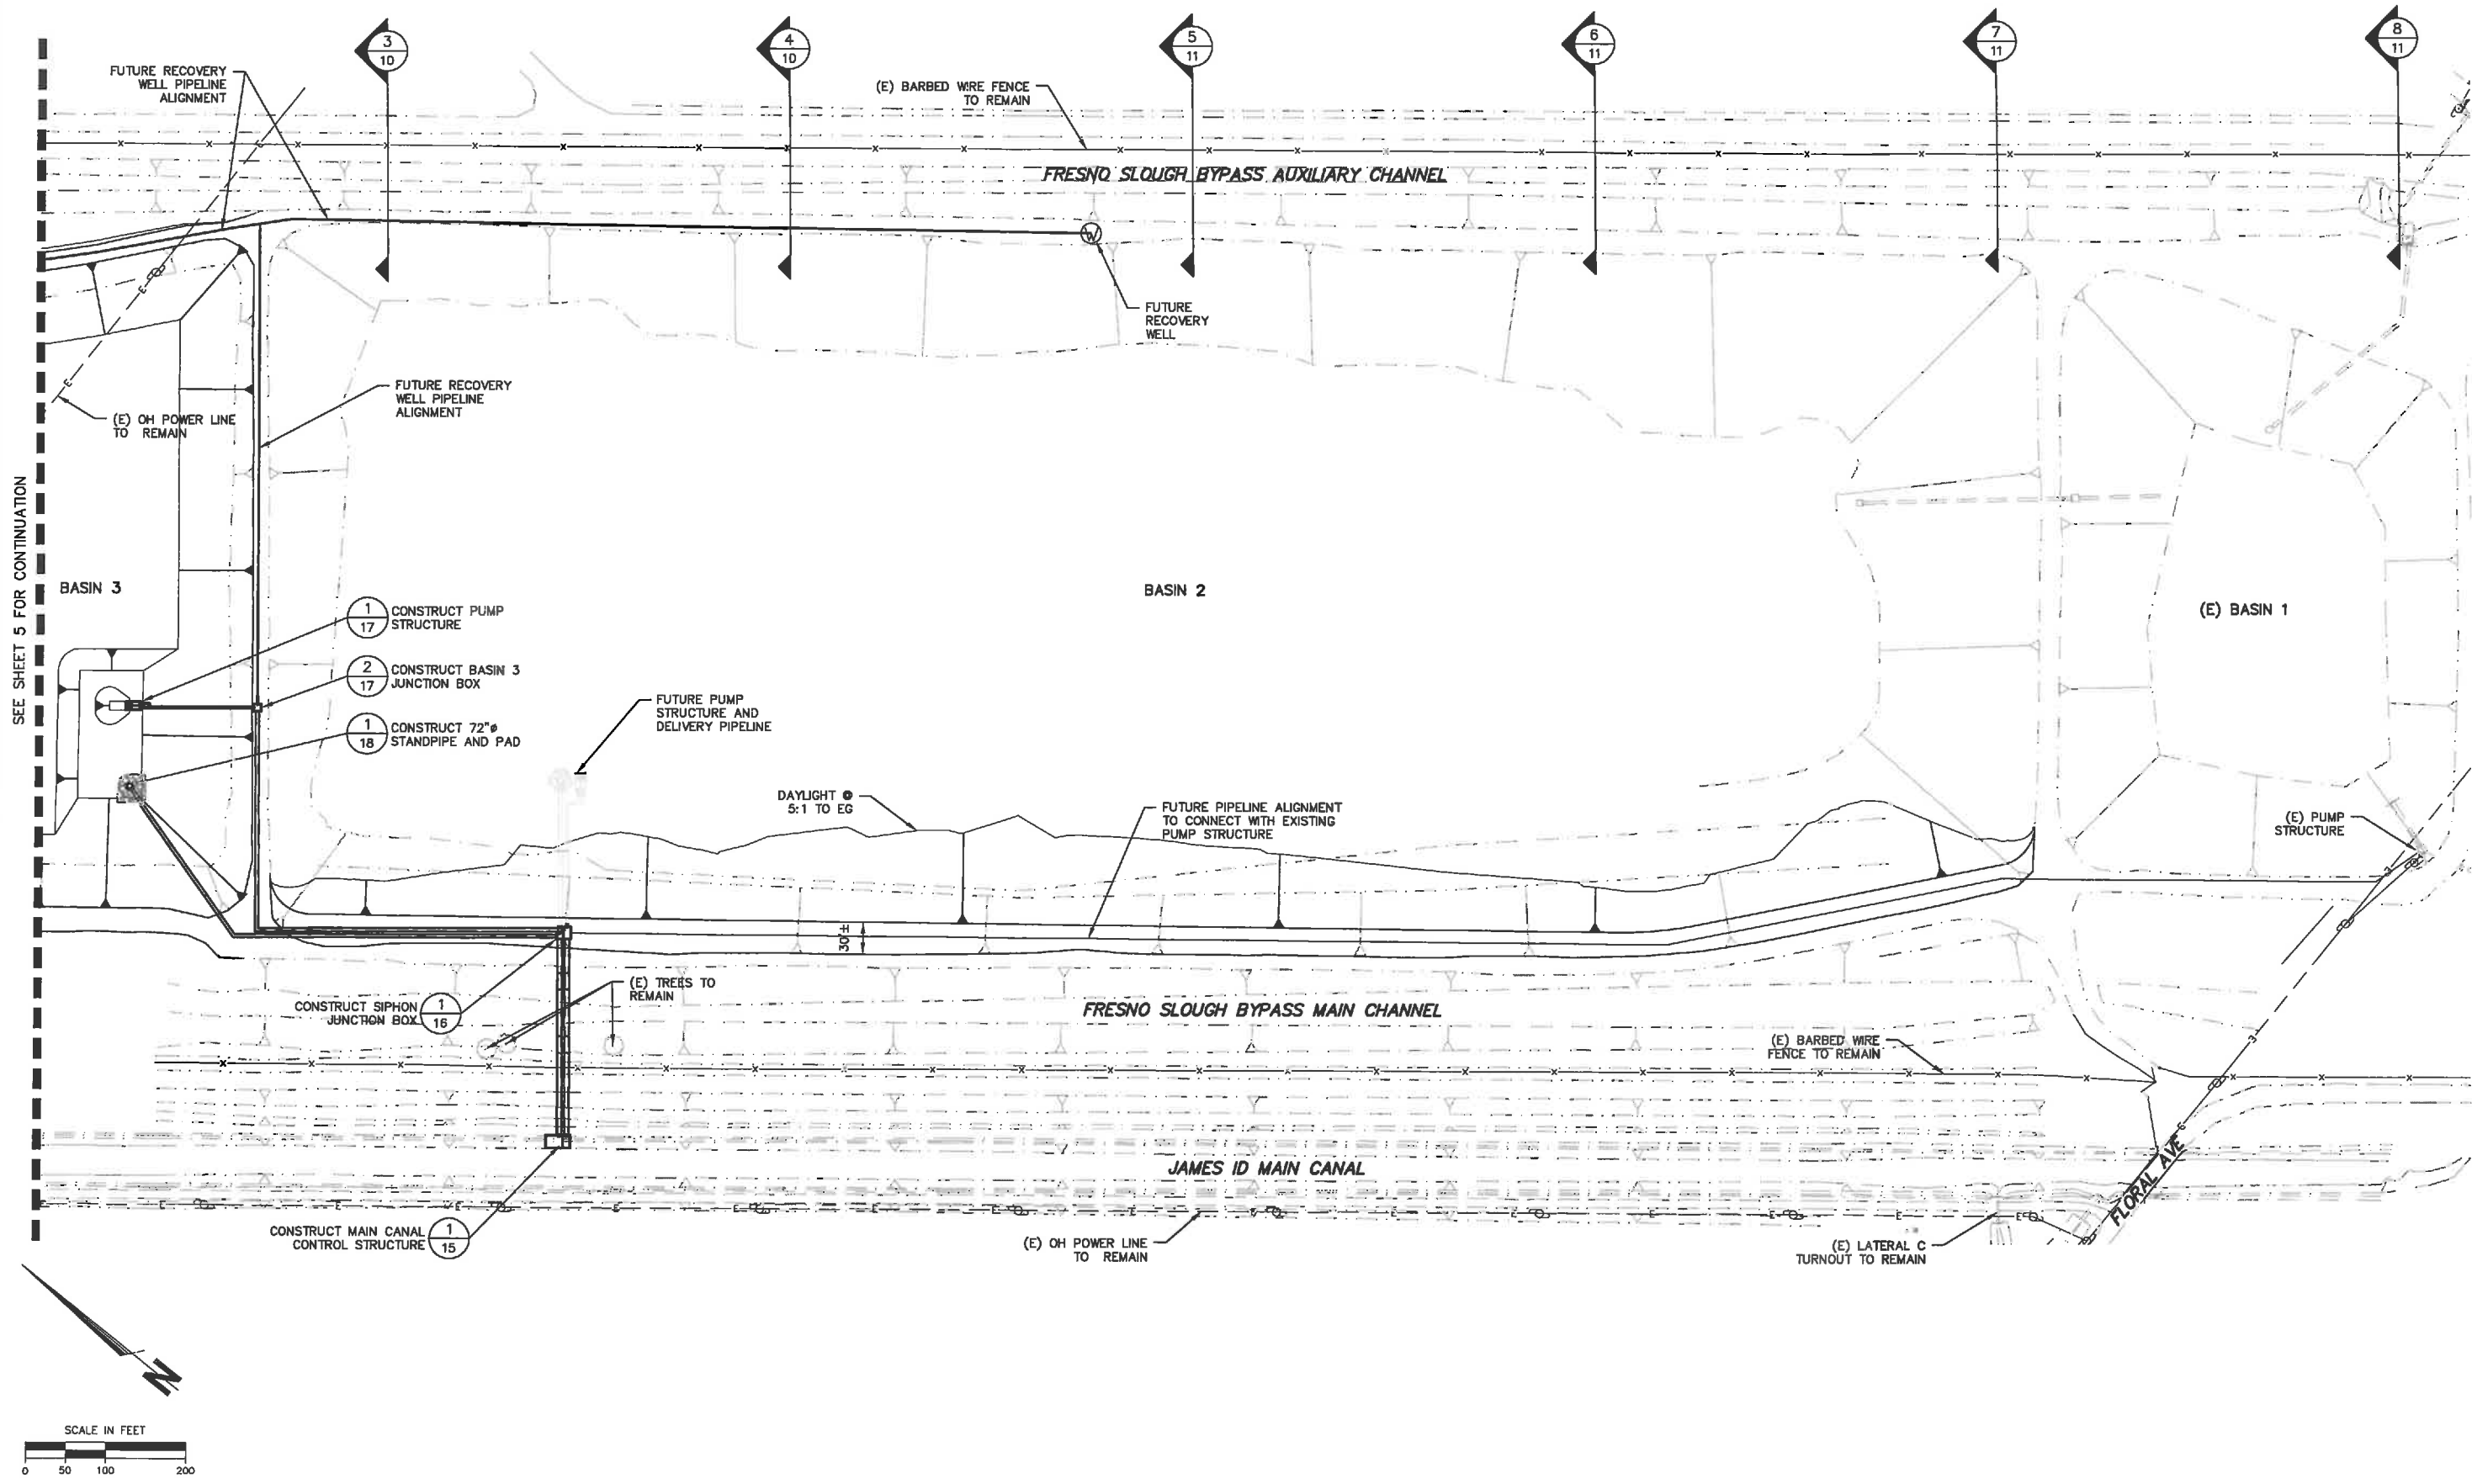 3
10
4
10
5
11
6
11
7
11
8
11
FUTURE RECOVERY
WELL PIPELINE
ALIGNMENT
(E) BARBED WIRE FENCE
TO REMAIN
FRESNO SLOUGH BYPASS AUXILIARY CHANNEL
W
FUTURE
RECOVERY
WELL
FUTURE RECOVERY
WELL PIPELINE
ALIGNMENT
(E) OH POWER LINE
TO REMAIN
SEE SHEET 5 FOR CONTINUATION
BASIN 3
BASIN 2
(E) BASIN 1
1
17
CONSTRUCT PUMP
STRUCTURE
2
17
CONSTRUCT BASIN 3
JUNCTION BOX
1
18
CONSTRUCT 72"ø
STANDPIPE AND PAD
FUTURE PUMP
STRUCTURE AND
DELIVERY PIPELINE
DAYLIGHT @
5:1 TO EG
FUTURE PIPELINE ALIGNMENT
TO CONNECT WITH EXISTING
PUMP STRUCTURE
(E) PUMP
STRUCTURE
30'±
(E) TREES TO
REMAIN
CONSTRUCT SIPHON
JUNCTION BOX
1
16
FRESNO SLOUGH BYPASS MAIN CHANNEL
(E) BARBED WIRE
FENCE TO REMAIN
JAMES ID MAIN CANAL
FLORAL AVE
CONSTRUCT MAIN CANAL
CONTROL STRUCTURE
1
15
(E) OH POWER LINE
TO REMAIN
(E) LATERAL C
TURNOUT TO REMAIN
N
SCALE IN FEET
0 50 100 200